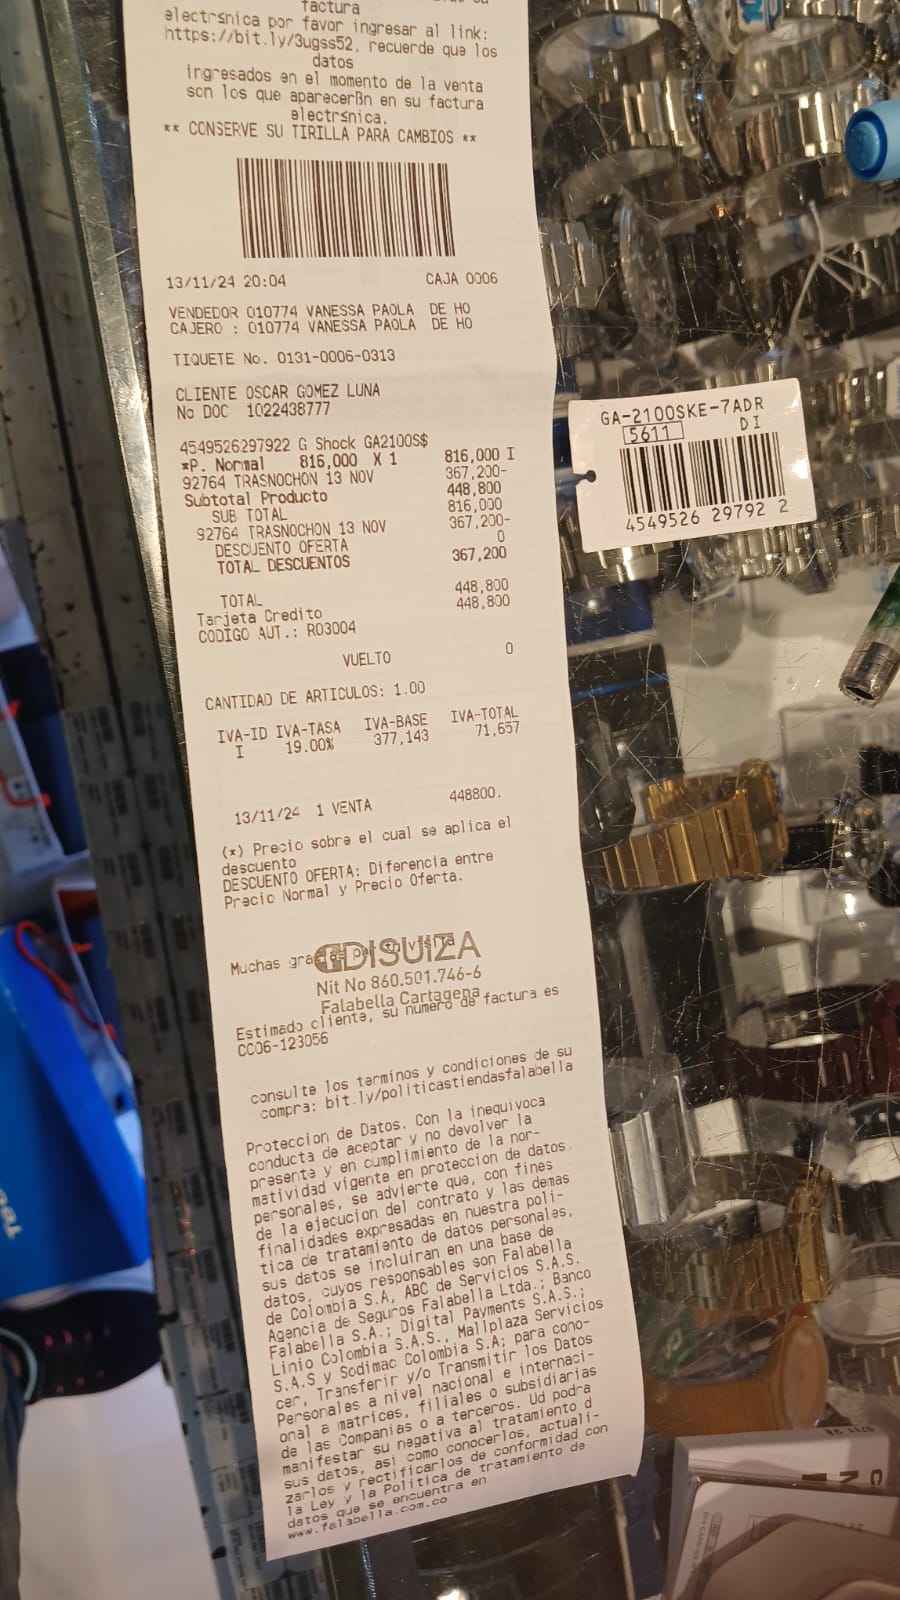 factura
electrsnica por favor ingresar al link:
https://bit.ly/3ugss52, recuerde que los
datos
ingresados en el momento de la venta
son los que aparecerBn en su factura
electrsnica.
** CONSERVE SU TIRILLA PARA CAMBIOS **
13/11/24 20:04 CAJA 0006
VENDEDOR 010774 VANESSA PAOLA DE HO
CAJERO : 010774 VANESSA PAOLA DE HO
TIQUETE No. 0131-0006-0313
CLIENTE OSCAR GOMEZ LUNA
No DOC 1022438777
4549526297922 G Shock GA2100S$
*P. Normal 816,000 X 1 816,000 I
92764 TRASNOCHON 13 NOV 367,200-
Subtotal Producto 448,800
SUB TOTAL 816,000
92764 TRASNOCHON 13 NOV 367,200-
DESCUENTO OFERTA 0
TOTAL DESCUENTOS 367,200
TOTAL 448,800
Tarjeta Credito 448,800
CODIGO AUT.: R03004
VUELTO 0
CANTIDAD DE ARTICULOS: 1.00
IVA-ID IVA-TASA IVA-BASE IVA-TOTAL
I 19.00% 377,143 71,657
13/11/24 1 VENTA 448800.
(*) Precio sobre el cual se aplica el
descuento
DESCUENTO OFERTA: Diferencia entre
Precio Normal y Precio Oferta.
Muchas gracias por tu visita
DISUIZA
Nit No 860.501.746-6
Falabella Cartagena
Estimado cliente, su numero de factura es
CC06-123056
consulte los terminos y condiciones de su
compra: bit.ly/politicastiendasfalabella
Proteccion de Datos. Con la inequivoca
conducta de aceptar y no devolver la
presente y en cumplimiento de la nor-
matividad vigente en proteccion de datos
personales, se advierte que, con fines
de la ejecucion del contrato y las demas
finalidades expresadas en nuestra poli-
tica de tratamiento de datos personales,
sus datos se incluiran en una base de
datos, cuyos responsables son Falabella
de Colombia S.A, ABC de Servicios S.A.S.
Agencia de Seguros Falabella Ltda.; Banco
Falabella S.A.; Digital Payments S.A.S.;
Linio Colombia S.A.S., Mallplaza Servicios
S.A.S y Sodimac Colombia S.A; para cono-
cer, Transferir y/o Transmitir los Datos
Personales a nivel nacional e internaci-
onal a matrices, filiales o subsidiarias
de las Companias o a terceros. Ud podra
manifestar su negativa al tratamiento d
sus datos, asi como conocerlos, actuali-
zarlos y rectificarlos de conformidad con
la Ley y la Politica de tratamiento de
datos que se encuentra en
www.falabella.com.co
GA-2100SKE-7ADR
5611 DI
4549526 29792 2